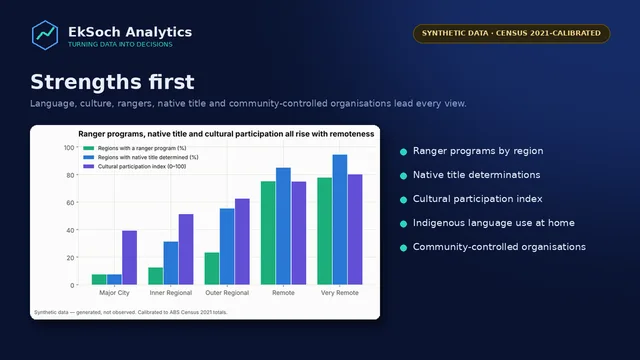 EkSoch Analytics
TURNING DATA INTO DECISIONS
SYNTHETIC DATA · CENSUS 2021-CALIBRATED
Strengths first
Language, culture, rangers, native title and community-controlled organisations lead every view.
Ranger programs, native title and cultural participation all rise with remoteness
Regions with a ranger program (%)
Regions with native title determined (%)
Cultural participation index (0–100)
100
80
60
40
20
0
Major City
Inner Regional
Outer Regional
Remote
Very Remote
Synthetic data — generated, not observed. Calibrated to ABS Census 2021 totals.
Ranger programs by region
Native title determinations
Cultural participation index
Indigenous language use at home
Community-controlled organisations